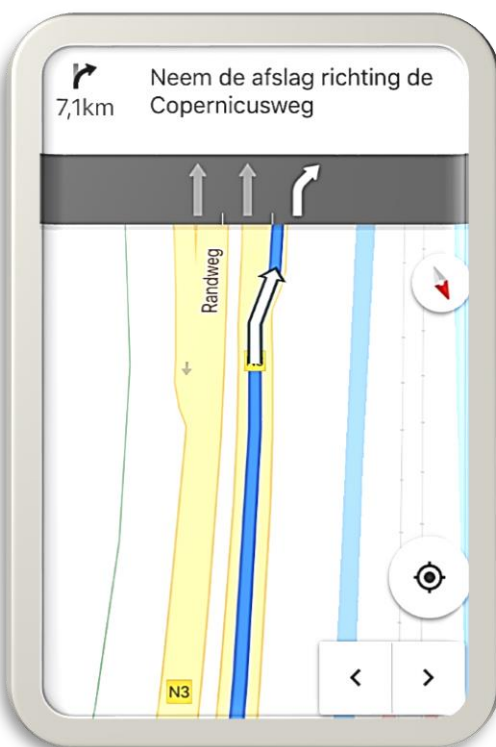 7,1km
Neem de afslag richting de
Copernicusweg
Randweg
N3